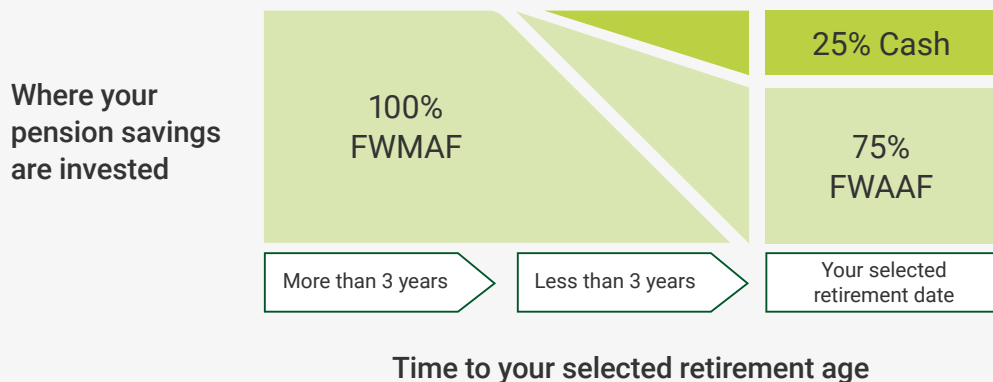 Where your
pension savings
are invested
100%
FWMAF
25% Cash
75%
FWAAF
More than 3 years
Less than 3 years
Your selected
retirement date
Time to your selected retirement age